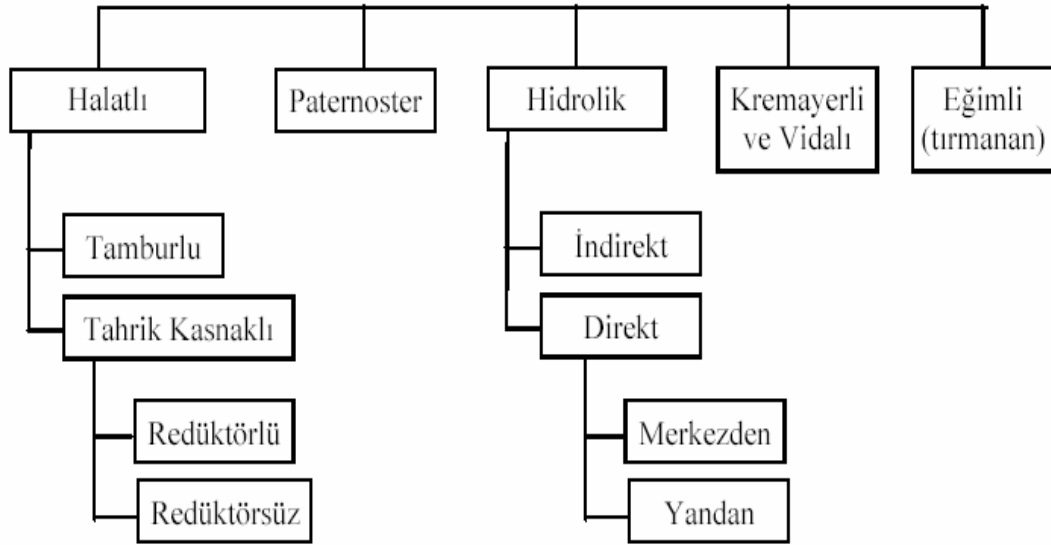 Halatlı
Paternoster
Hidrolik
Kremayerli
ve Vidalı
Eğimli
(tırmanan)
Tamburlu
Tahrik Kasnaklı
Redüktörlü
Redüktörsüz
İndirekt
Direkt
Merkezden
Yandan